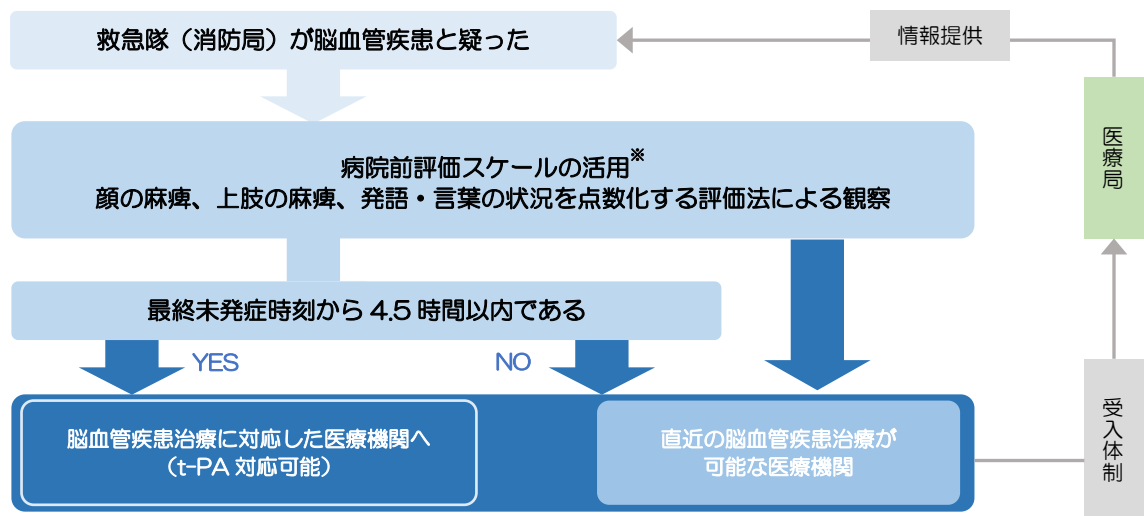 救急隊（消防局）が脳血管疾患と疑った
情報提供
医療局
病院前評価スケールの活用※
顔の麻痺、上肢の麻痺、発語・言葉の状況を点数化する評価法による観察
最終未発症時刻から 4.5 時間以内である
YES
NO
脳血管疾患治療に対応した医療機関へ
（t-PA 対応可能）
直近の脳血管疾患治療が
可能な医療機関
受入体制